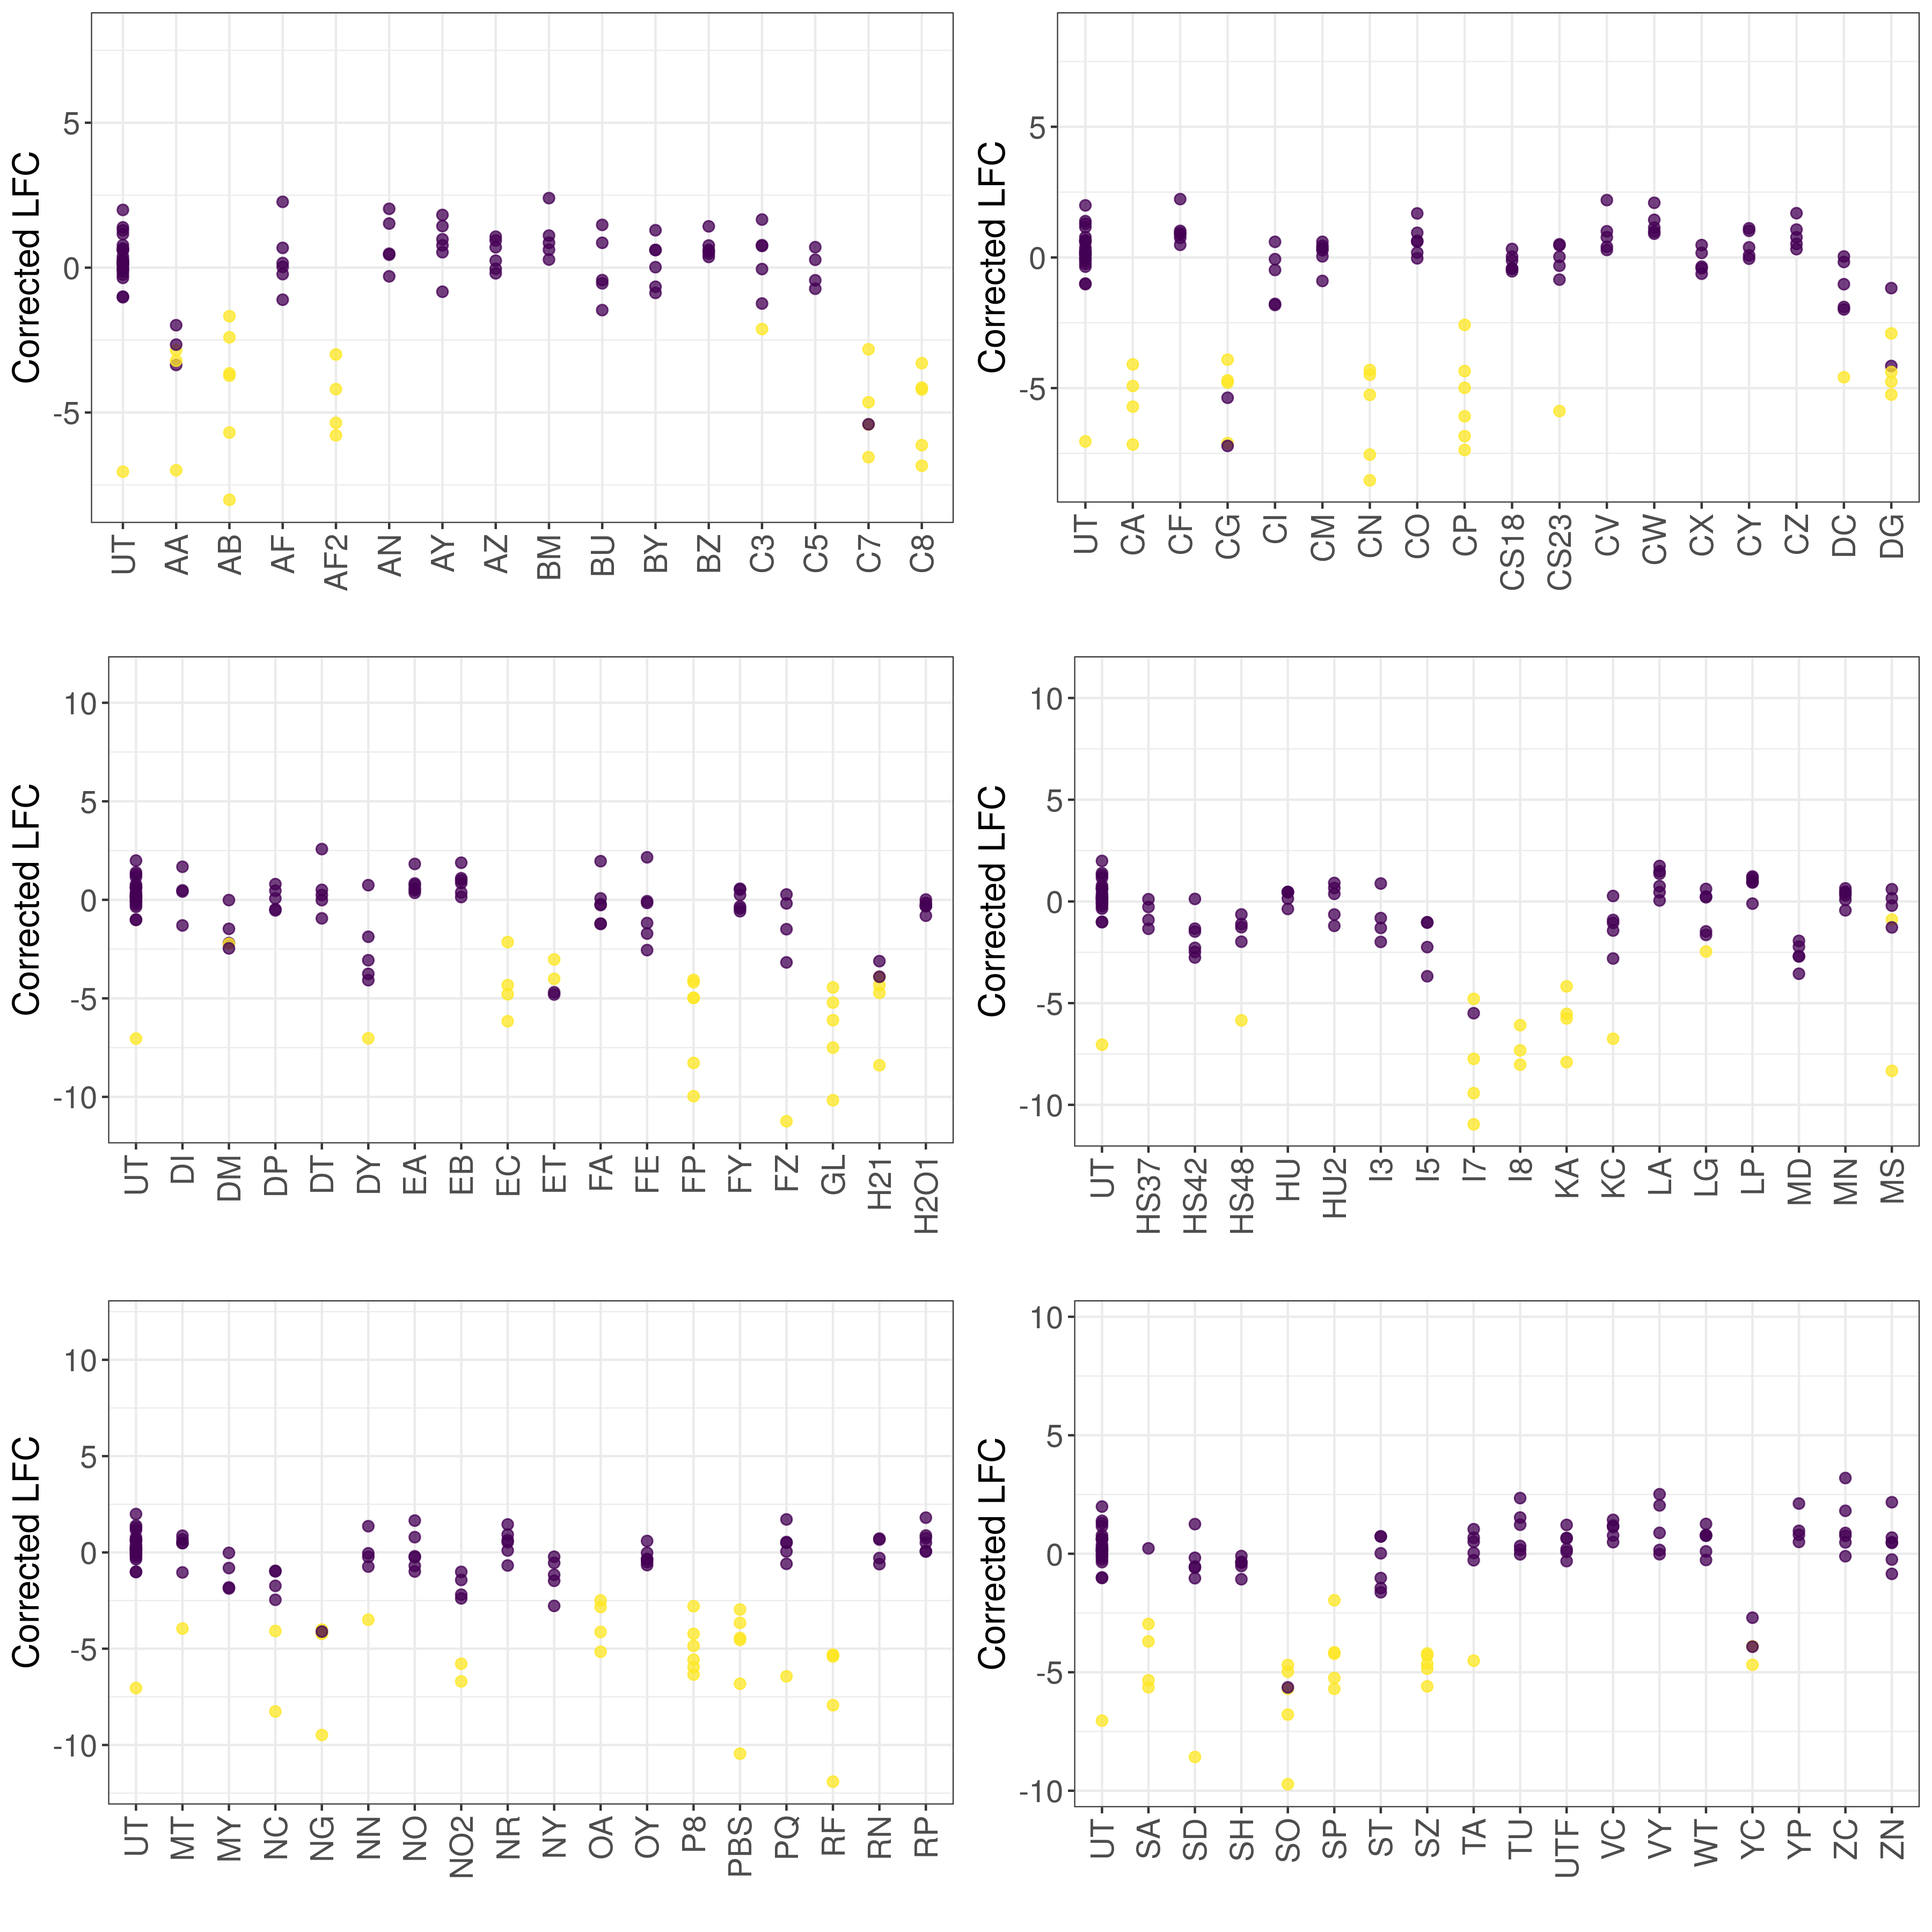 Corrected LFC
5
0
-5
UT AA AB AF AF2 AN AY AZ BM BU BY BZ C3 C5 C7 C8
Corrected LFC
5
0
-5
UT CA CF CG CI CM CN CO CP CS18 CS23 CV CW CX CY CZ DC DG
Corrected LFC
10
5
0
-5
-10
UT DI DM DP DT DY EA EB EC ET FA FE FP FY FZ GL H21 H2O1
Corrected LFC
10
5
0
-5
-10
UT HS37 HS42 HS48 HU HU2 I3 I5 I7 I8 KA KC LA LG LP MD MN MS
Corrected LFC
10
5
0
-5
-10
UT MT MY NC NG NN NO NO2 NR NY OA OY P8 PBS PQ RF RN RP
Corrected LFC
10
5
0
-5
-10
UT SA SD SH SO SP ST SZ TA TU UTF VC VY WT YC YP ZC ZN